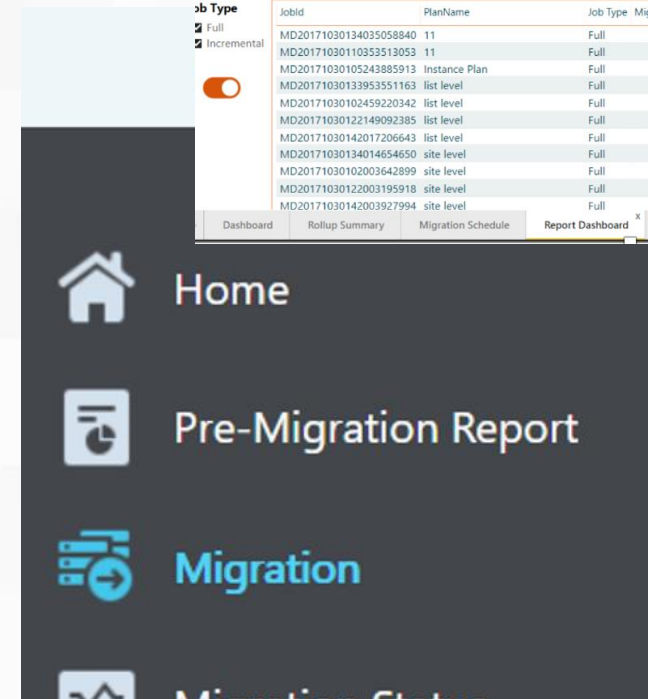 ob Type
Full
Incremental
JobId PlanName Job Type Mig
MD20171030134035058840 11 Full
MD20171030110353513053 11 Full
MD20171030105243885913 Instance Plan Full
MD20171030133953551163 list level Full
MD20171030102459220342 list level Full
MD20171030122149092385 list level Full
MD20171030142017206643 list level Full
MD20171030134014654650 site level Full
MD20171030102003642899 site level Full
MD20171030122003195918 site level Full
MD20171030142003927994 site level Full
Dashboard Rollup Summary Migration Schedule Report Dashboard x
Home
Pre-Migration Report
Migration
Migration Status